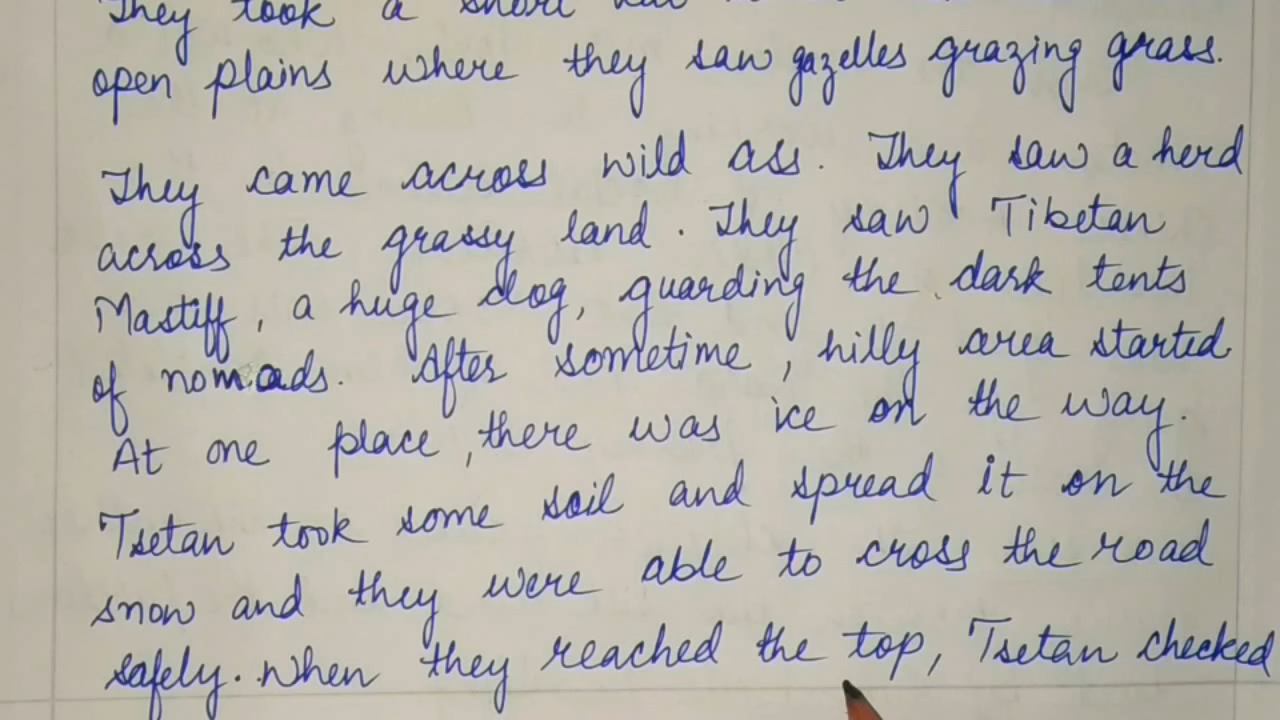 They took a short
open plains where they saw gazelles grazing grass.
They came across wild ass. They saw a herd
across the grassy land. They saw Tibetan
Mastiff, a huge dog, guarding the dark tents
of nomads. After sometime, hilly area started.
At one place, there was ice on the way.
Tsetan took some soil and spread it on the
snow and they were able to cross the road
safely. When they reached the top, Tsetan checked